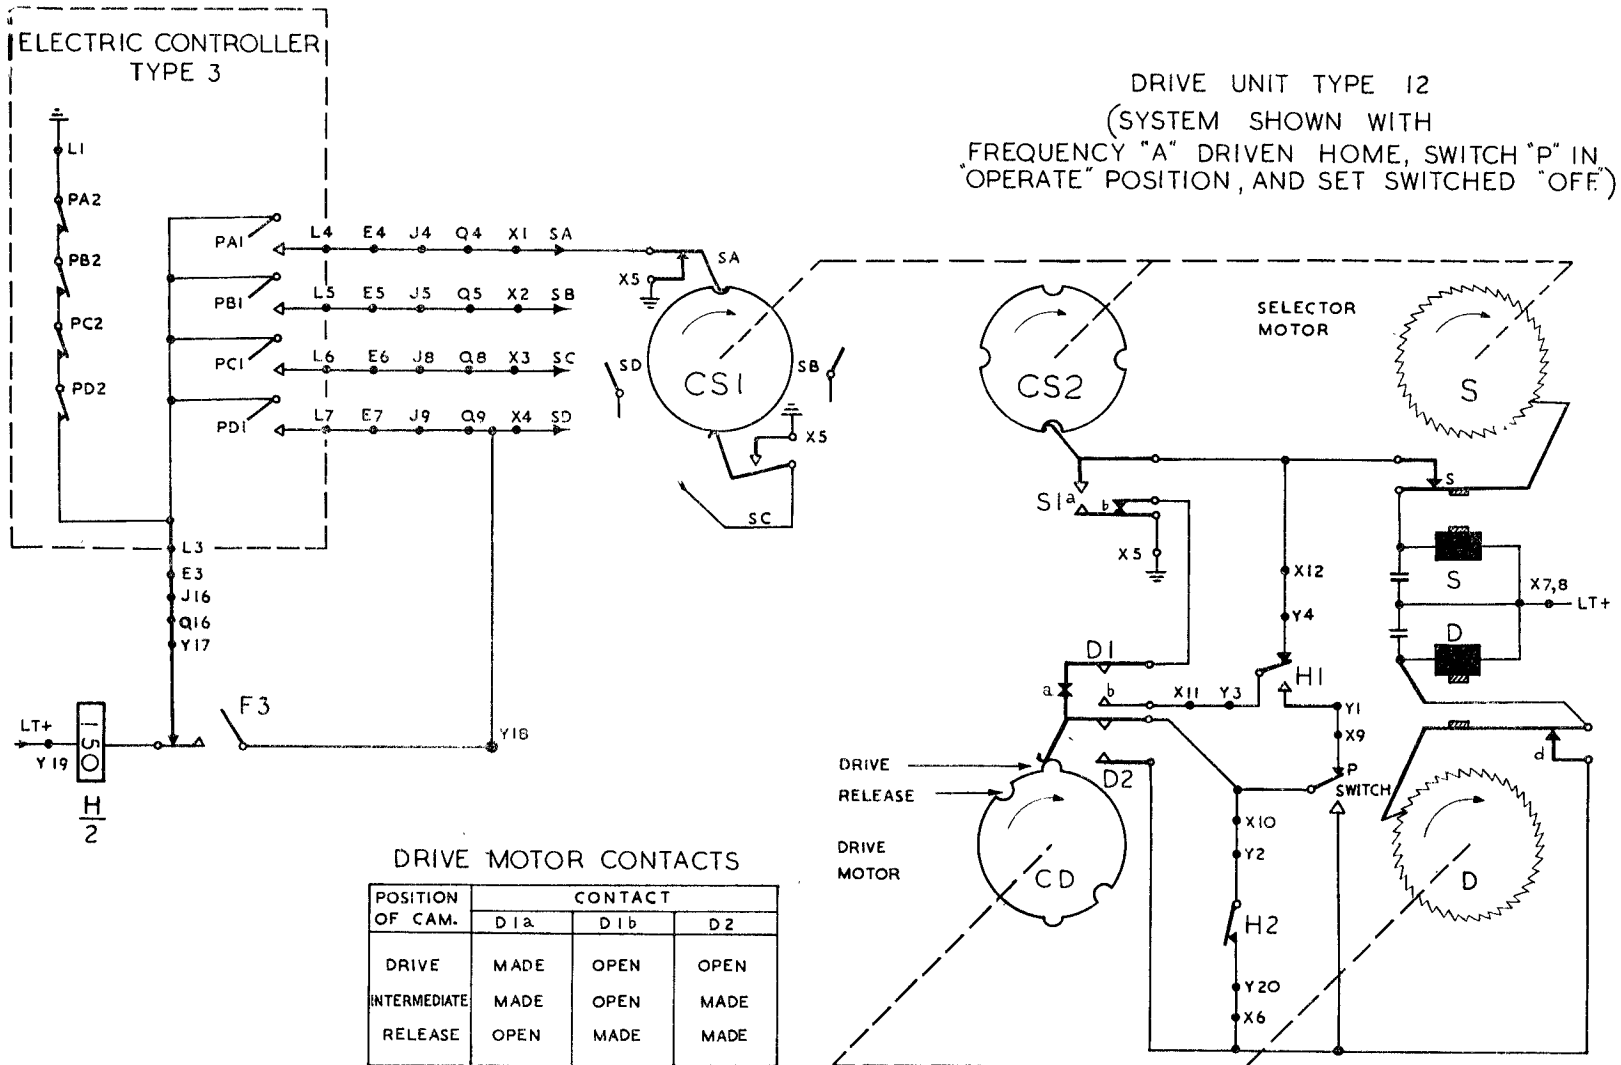 ELECTRIC CONTROLLER
TYPE 3
DRIVE UNIT TYPE 12
(SYSTEM SHOWN WITH
FREQUENCY "A" DRIVEN HOME, SWITCH "P" IN
"OPERATE" POSITION, AND SET SWITCHED "OFF")
L1
PA2
PB2
PC2
PD2
PA1
PB1
PC1
PD1
L4 E4 J4 Q4 X1 SA
L5 E5 J5 Q5 X2 SB
L6 E6 J8 Q8 X3 SC
L7 E7 J9 Q9 X4 SD
SA
X5
CS1
SD
SB
X5
SC
CS2
SELECTOR
MOTOR
S
S1 a
b
X5
S
S
X7,8
LT+
D
X12
Y4
H1
L3
E3
J16
Q16
Y17
F3
Y18
LT+
Y19
150
H
2
D1
a
b
X11 Y3
Y1
X9
P
SWITCH
d
D2
DRIVE
RELEASE
DRIVE
MOTOR
CD
X10
Y2
H2
Y20
X6
D
DRIVE MOTOR CONTACTS
POSITION OF CAM. CONTACT
D1a D1b D2
DRIVE MADE OPEN OPEN
INTERMEDIATE MADE OPEN MADE
RELEASE OPEN MADE MADE